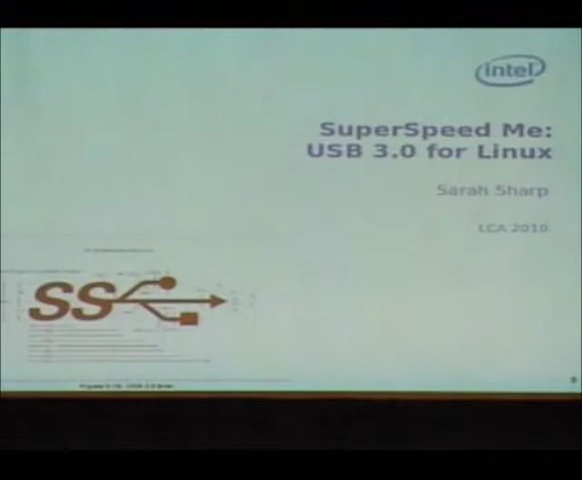 intel
SuperSpeed Me:
USB 3.0 for Linux
Sarah Sharp
LCA 2010
SS